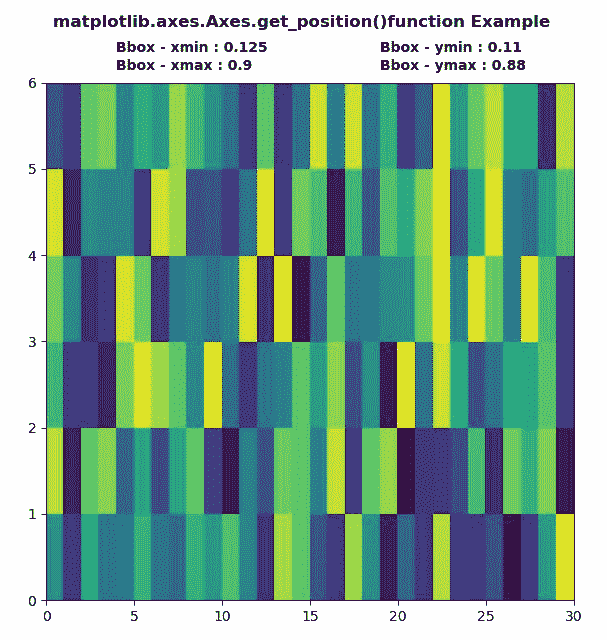 matplotlib.axes.Axes.get_position()function Example
Bbox - xmin : 0.125 Bbox - ymin : 0.11
Bbox - xmax : 0.9 Bbox - ymax : 0.88
6
5
4
3
2
1
0
0 5 10 15 20 25 30